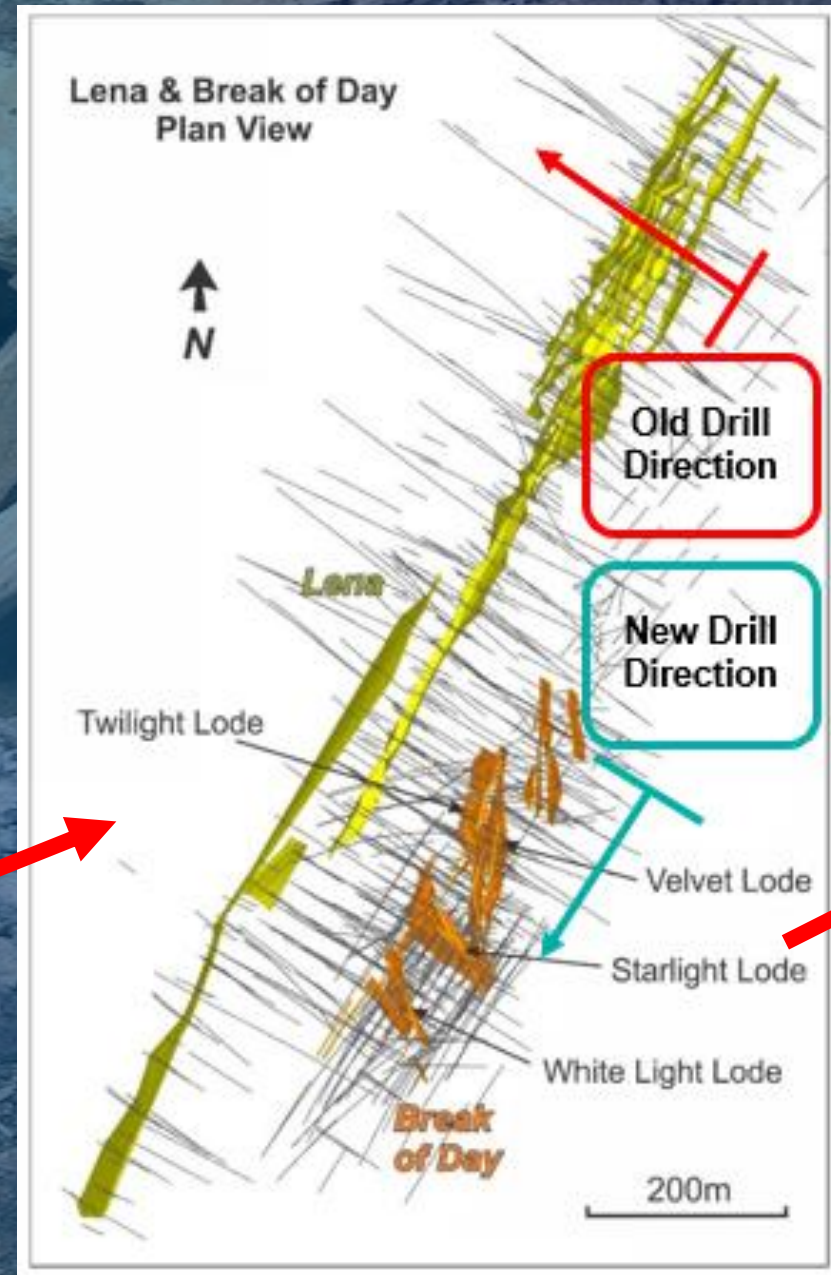 Lena & Break of Day
Plan View
N
Old Drill
Direction
Lena
New Drill
Direction
Twilight Lode
Velvet Lode
Starlight Lode
White Light Lode
Break
of Day
200m